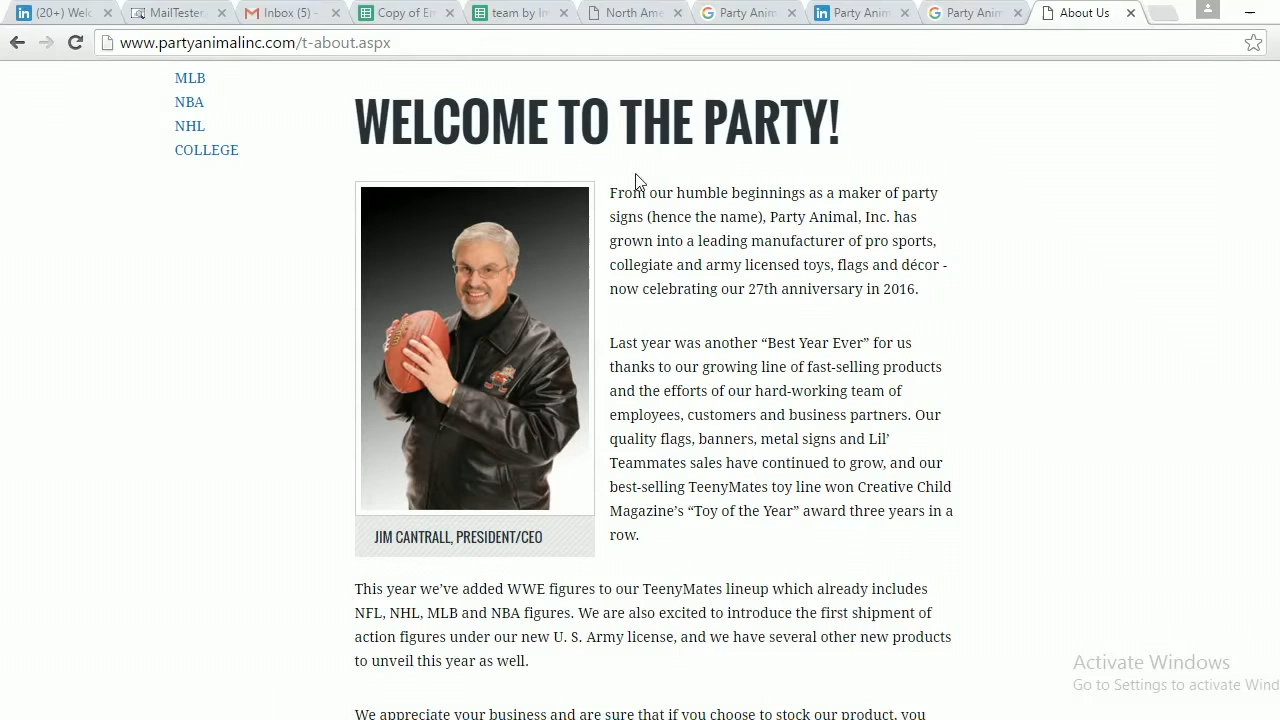 (20+) Welc
MailTester
Inbox (5) -
Copy of Em
team by In
North Ame
Party Anim
Party Anim
Party Anim
About Us
www.partyanimalinc.com/t-about.aspx
MLB
NBA
NHL
COLLEGE
WELCOME TO THE PARTY!
From our humble beginnings as a maker of party
signs (hence the name), Party Animal, Inc. has
grown into a leading manufacturer of pro sports,
collegiate and army licensed toys, flags and décor -
now celebrating our 27th anniversary in 2016.
Last year was another “Best Year Ever” for us
thanks to our growing line of fast-selling products
and the efforts of our hard-working team of
employees, customers and business partners. Our
quality flags, banners, metal signs and Lil’
Teammates sales have continued to grow, and our
best-selling TeenyMates toy line won Creative Child
Magazine’s “Toy of the Year” award three years in a
row.
JIM CANTRALL, PRESIDENT/CEO
This year we’ve added WWE figures to our TeenyMates lineup which already includes
NFL, NHL, MLB and NBA figures. We are also excited to introduce the first shipment of
action figures under our new U. S. Army license, and we have several other new products
to unveil this year as well.
We appreciate your business and are sure that if you choose to stock our product, you
Activate Windows
Go to Settings to activate Wind